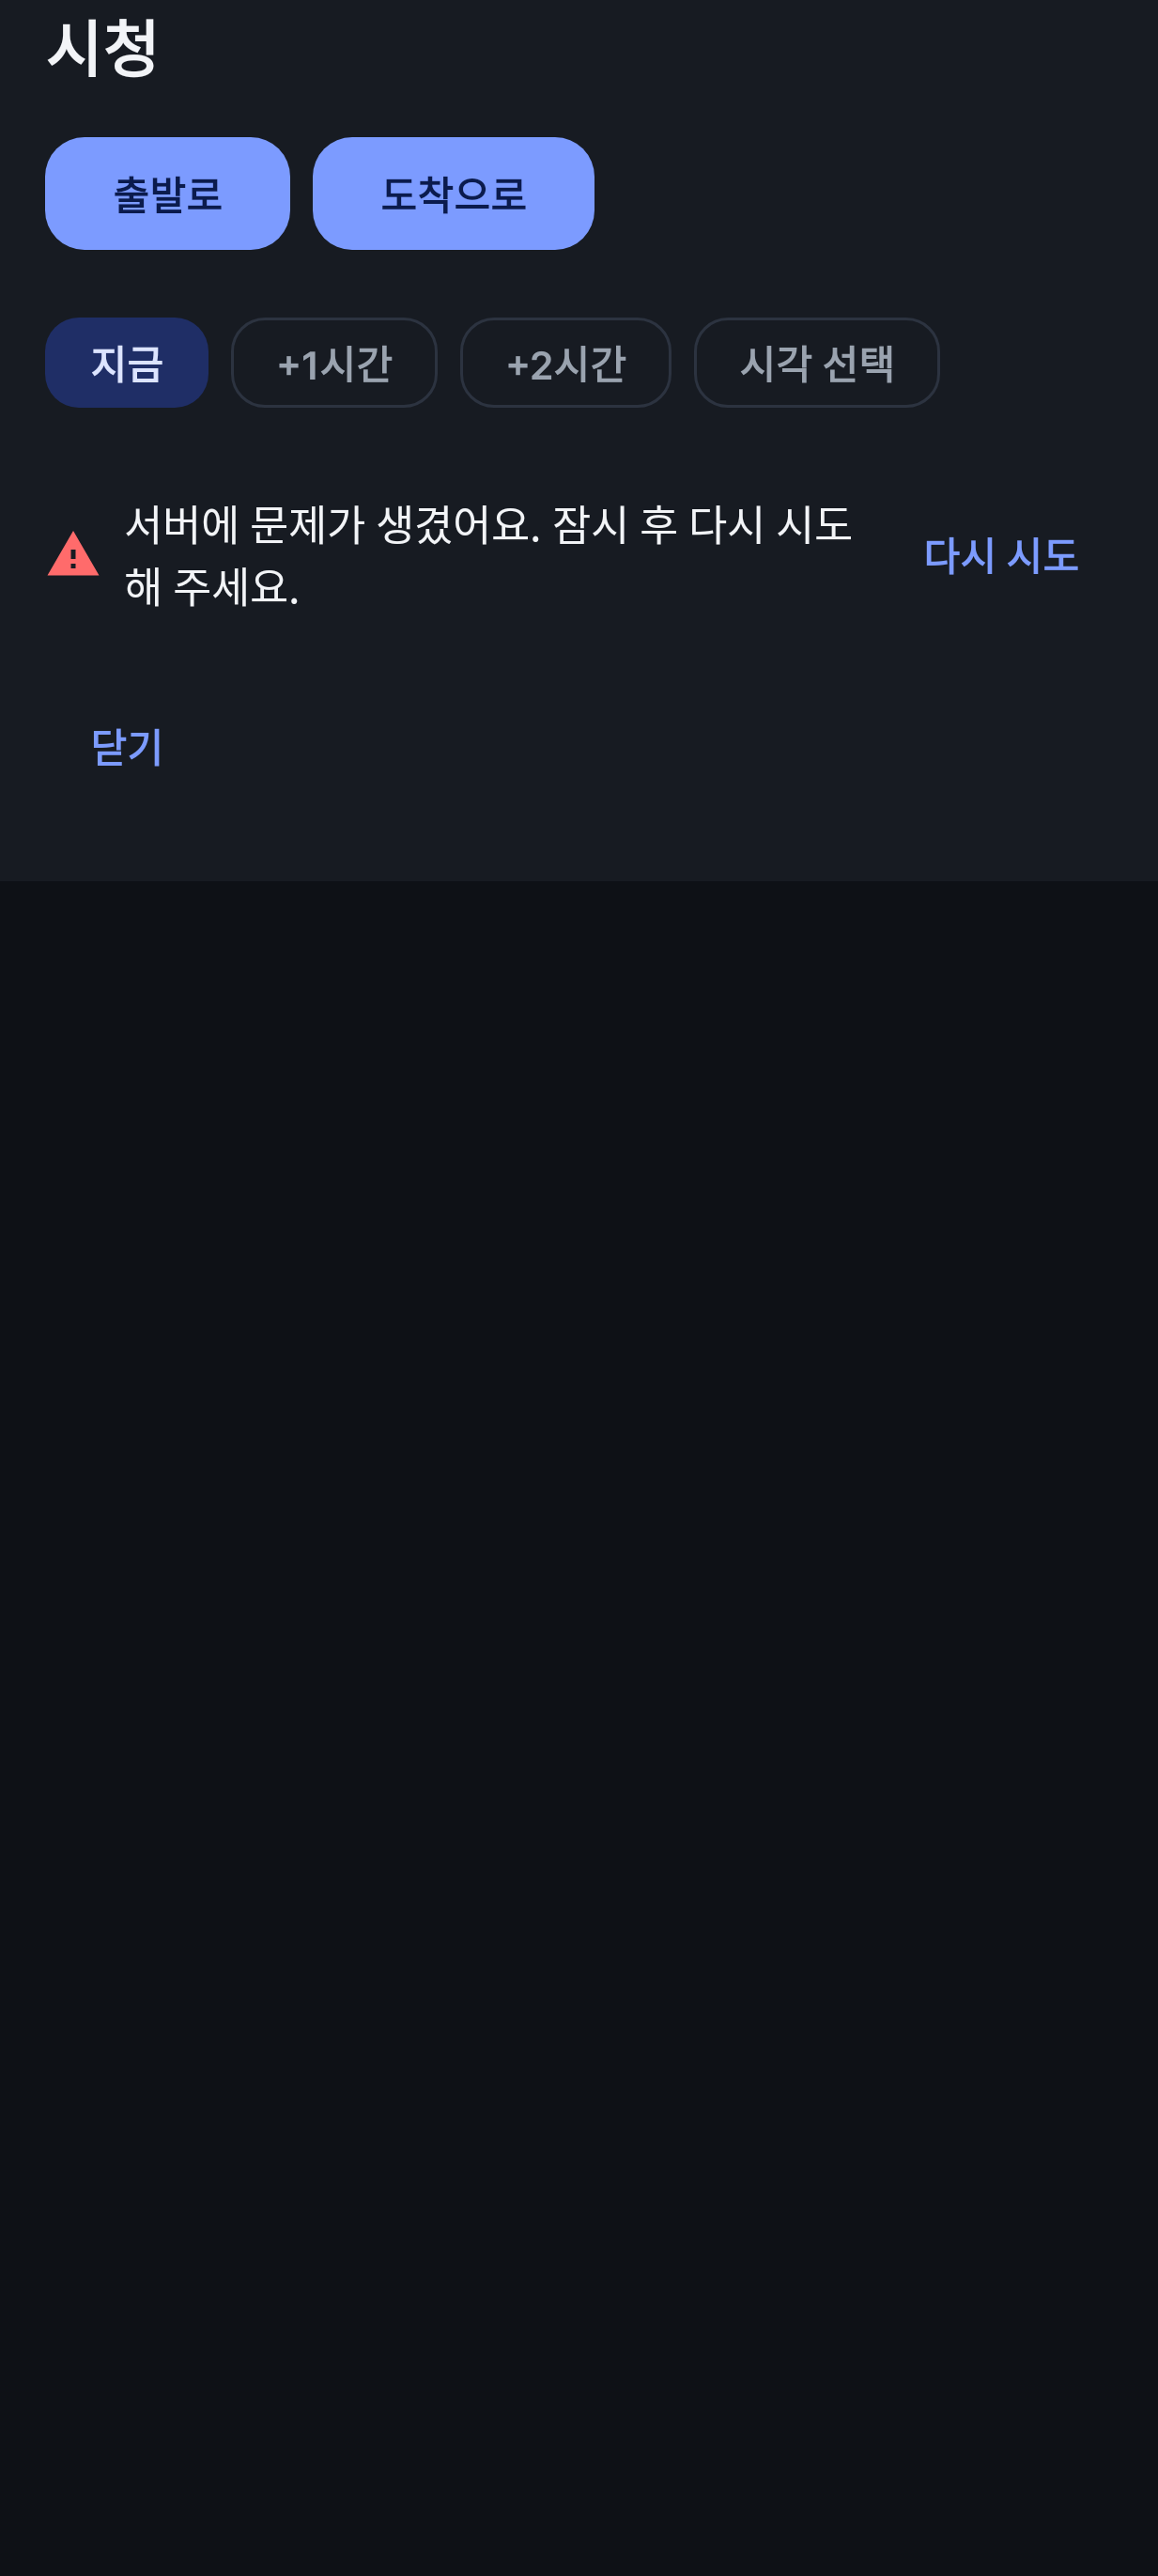 시청
출발로 도착으로
지금 +1시간 +2시간 시각 선택
서버에 문제가 생겼어요. 잠시 후 다시 시도
해 주세요.
다시 시도
닫기